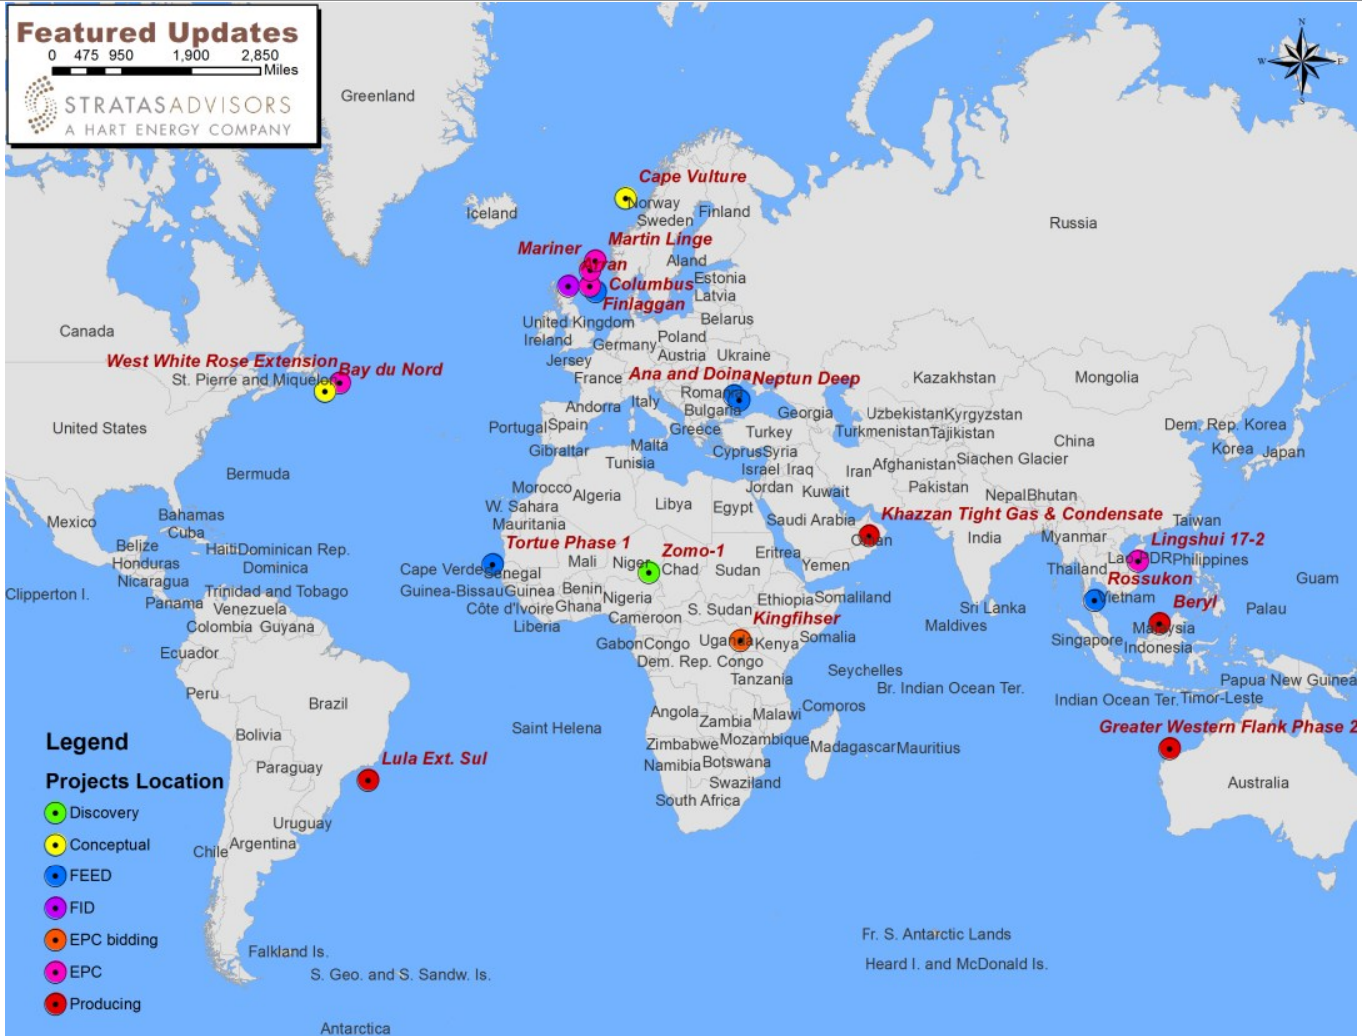 Featured Updates
0 475 950 1,900 2,850
Miles
STRATASADVISORS
A HART ENERGY COMPANY
N
W E
S
Greenland
Cape Vulture
Norway
Sweden
Finland
Iceland
Russia
Mariner
Martin Linge
Aland
Estonia
Columbus
Latvia
Finlaggan
United Kingdom
Belarus
Canada
Ireland
Germany
Poland
West White Rose Extension
Bay du Nord
Jersey
Austria
Ukraine
St. Pierre and Miquelon
France
Ana and Doina
Neptun Deep
Kazakhstan
Mongolia
Romania
Andorra
Italy
Bulgaria
Georgia
Uzbekistan
Kyrgyzstan
United States
Portugal
Spain
Greece
Turkey
Turkmenistan
Tajikistan
China
Dem. Rep. Korea
Gibraltar
Malta
Cyprus
Syria
Korea
Japan
Tunisia
Israel
Iraq
Iran
Afghanistan
Siachen Glacier
Bermuda
Morocco
Algeria
Jordan
Kuwait
Pakistan
Nepal
Bhutan
Mexico
Bahamas
W. Sahara
Libya
Egypt
Saudi Arabia
Khazzan Tight Gas & Condensate
Cuba
Mauritania
Taiwan
Belize
Haiti
Dominican Rep.
Tortue Phase 1
Zomo-1
Eritrea
Oman
India
Myanmar
Lingshui 17-2
Honduras
Dominica
Mali
Niger
Chad
Sudan
Yemen
Lao PDR
Philippines
Nicaragua
Cape Verde
Senegal
Thailand
Rossukon
Guam
Clipperton I.
Trinidad and Tobago
Guinea-Bissau
Guinea
Benin
Nigeria
Ethiopia
Somaliland
Vietnam
Beryl
Panama
Venezuela
Côte d'Ivoire
Ghana
S. Sudan
Sri Lanka
Palau
Colombia
Guyana
Liberia
Cameroon
Kingfihser
Maldives
Malaysia
Ecuador
Gabon
Congo
Uganda
Kenya
Somalia
Singapore
Indonesia
Dem. Rep. Congo
Seychelles
Peru
Tanzania
Br. Indian Ocean Ter.
Papua New Guinea
Brazil
Angola
Malawi
Comoros
Indian Ocean Ter.
Timor-Leste
Bolivia
Saint Helena
Zambia
Mozambique
Greater Western Flank Phase 2
Legend
Zimbabwe
Madagascar
Mauritius
Lula Ext. Sul
Namibia
Botswana
Paraguay
Swaziland
Australia
Projects Location
South Africa
Discovery
Uruguay
Conceptual
Chile
Argentina
FEED
FID
EPC bidding
Fr. S. Antarctic Lands
Falkland Is.
Heard I. and McDonald Is.
EPC
S. Geo. and S. Sandw. Is.
Producing
Antarctica